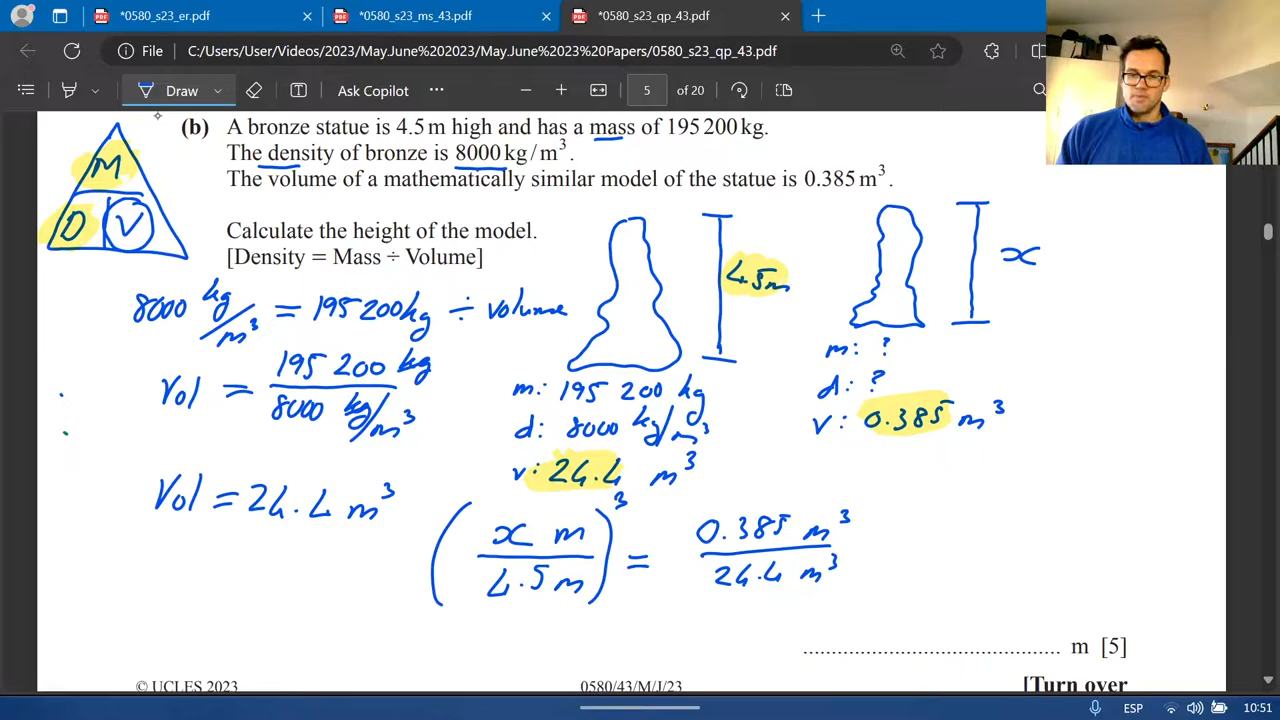 *0580_s23_er.pdf
*0580_s23_ms_43.pdf
*0580_s23_qp_43.pdf
File
C:/Users/User/Videos/2023/May.June%202023/May.June%2023%20Papers/0580_s23_qp_43.pdf
Draw
Ask Copilot
5 of 20
(b) A bronze statue is 4.5 m high and has a mass of 195 200 kg.
The density of bronze is 8000 kg/m³.
The volume of a mathematically similar model of the statue is 0.385 m³.
Calculate the height of the model.
[Density = Mass ÷ Volume]
M
D V
4.5m
x
8000 kg/m³ = 195 200kg ÷ volume
Vol = 195 200 kg / 8000 kg/m³
m: 195 200 kg
d: 8000 kg/m³
v: 24.4 m³
m: ?
d: ?
v: 0.385 m³
Vol = 24.4 m³
(x m / 4.5 m)³ = 0.385 m³ / 24.4 m³
........................................... m [5]
© UCLES 2023
0580/43/M/J/23
[Turn over
ESP
10:51